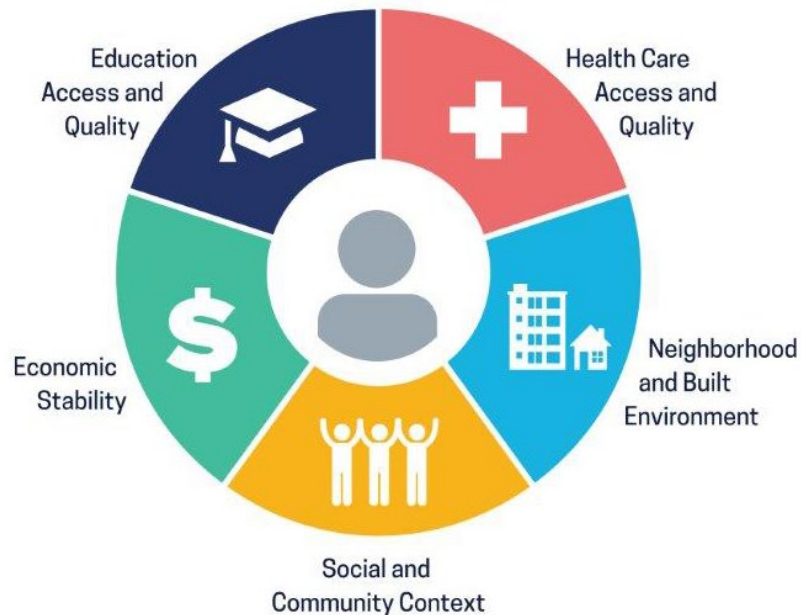 Education
Access and
Quality
Health Care
Access and
Quality
$
Economic
Stability
Neighborhood
and Built
Environment
Social and
Community Context